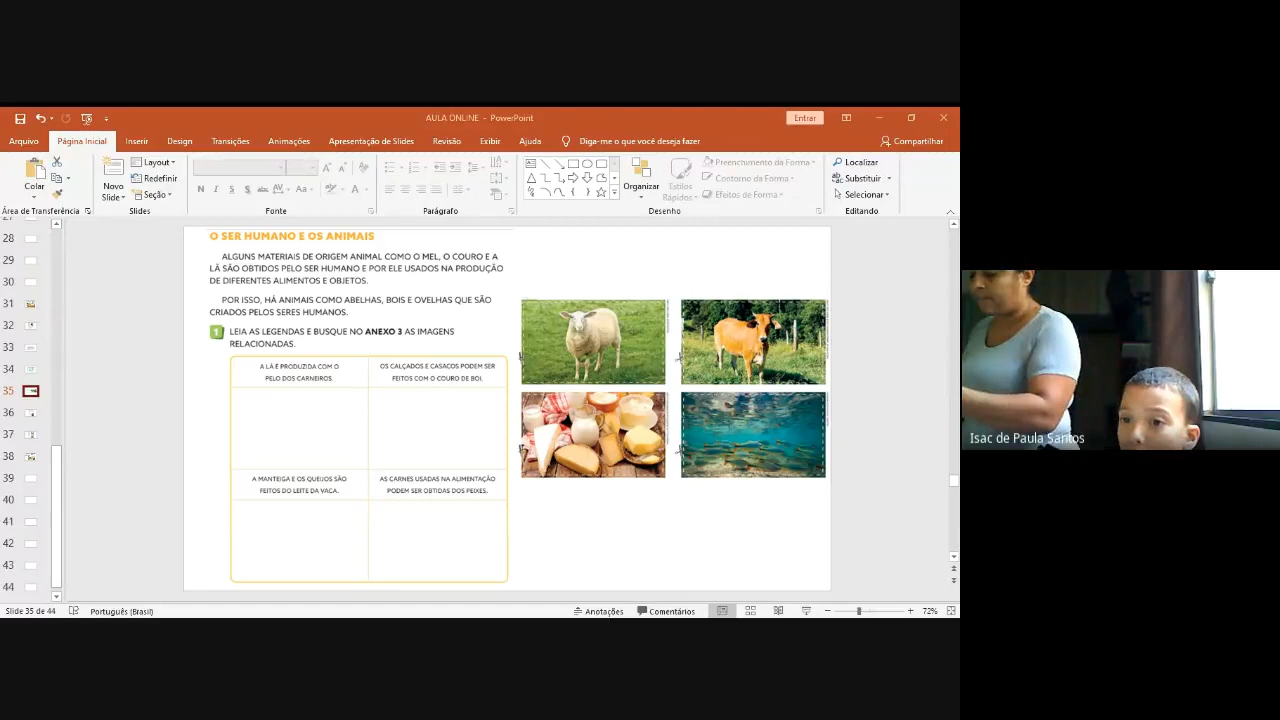 AULA ONLINE - PowerPoint
Entrar
Arquivo
Página Inicial
Inserir
Design
Transições
Animações
Apresentação de Slides
Revisão
Exibir
Ajuda
Diga-me o que você deseja fazer
Compartilhar
Colar
Novo
Slide
Layout
Redefinir
Seção
N
I
S
S
abc
AV
Aa
A
Organizar
Estilos
Rápidos
Preenchimento da Forma
Contorno da Forma
Efeitos de Forma
Localizar
Substituir
Selecionar
Área de Transferência
Slides
Fonte
Parágrafo
Desenho
Editando
28
29
30
31
32
33
34
35
36
37
38
39
40
41
42
43
44
O SER HUMANO E OS ANIMAIS
ALGUNS MATERIAIS DE ORIGEM ANIMAL COMO O MEL, O COURO E A
LÃ SÃO OBTIDOS PELO SER HUMANO E POR ELE USADOS NA PRODUÇÃO
DE DIFERENTES ALIMENTOS E OBJETOS.
POR ISSO, HÁ ANIMAIS COMO ABELHAS, BOIS E OVELHAS QUE SÃO
CRIADOS PELOS SERES HUMANOS.
1 LEIA AS LEGENDAS E BUSQUE NO ANEXO 3 AS IMAGENS
RELACIONADAS.
A LÃ É PRODUZIDA COM O
PELO DOS CARNEIROS.
OS CALÇADOS E CASACOS PODEM SER
FEITOS COM O COURO DE BOI.
A MANTEIGA E OS QUEIJOS SÃO
FEITOS DO LEITE DA VACA.
AS CARNES USADAS NA ALIMENTAÇÃO
PODEM SER OBTIDAS DOS PEIXES.
Isac de Paula Santos
Slide 35 de 44
Português (Brasil)
Anotações
Comentários
72%